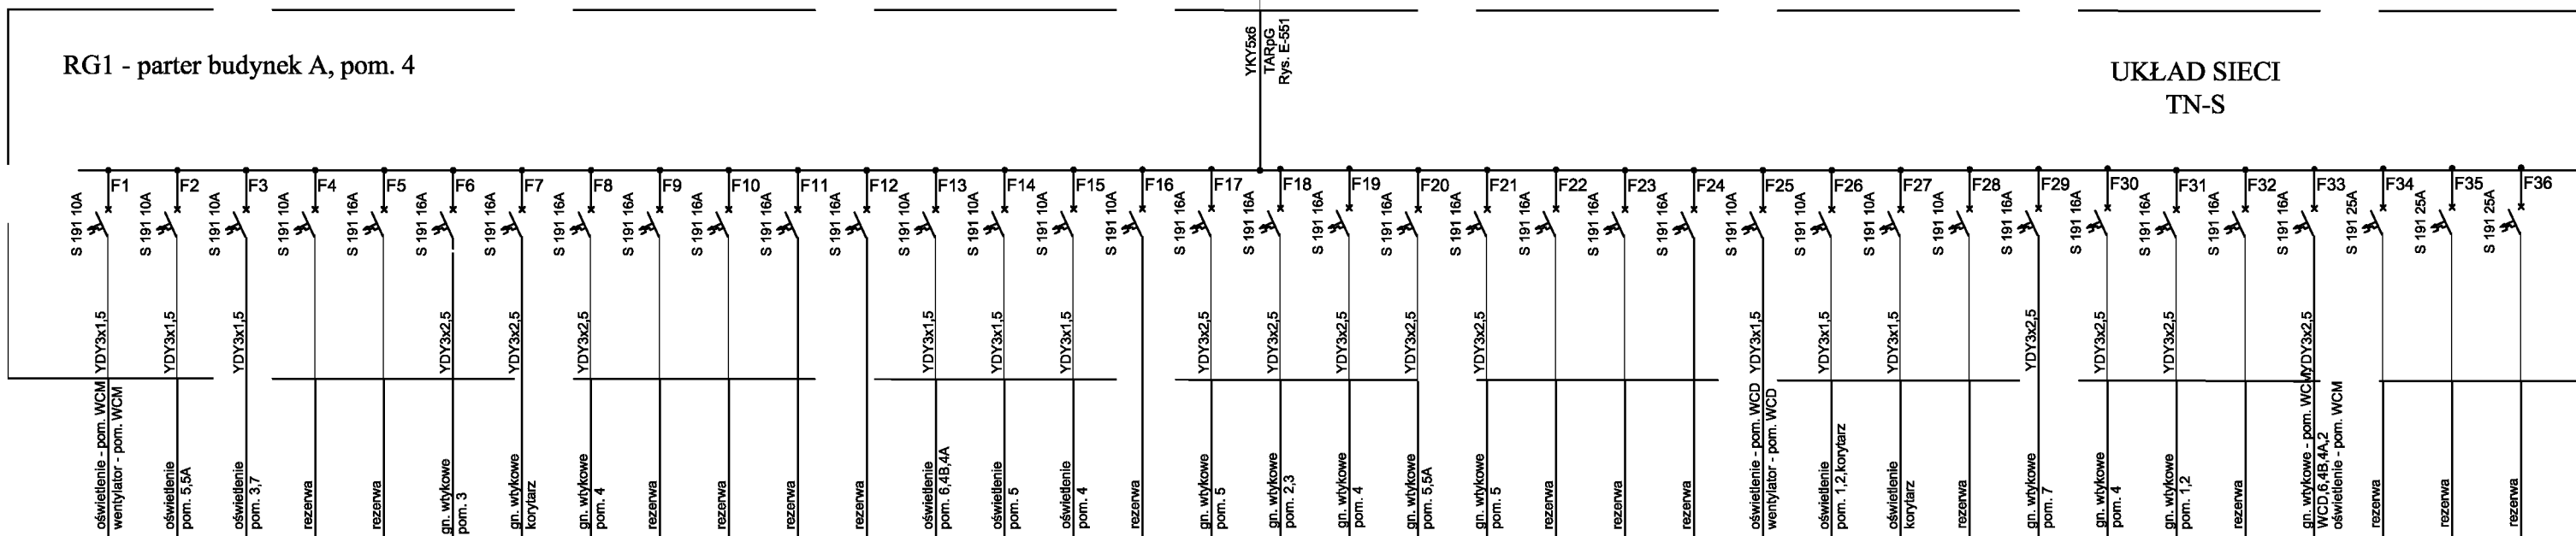 RG1 - parter budynek A, pom. 4
YKY5x6
TARpG
Rys. E-551
UKŁAD SIECI
TN-S
F1
F2
F3
F4
F5
F6
F7
F8
F9
F10
F11
F12
F13
F14
F15
F16
F17
F18
F19
F20
F21
F22
F23
F24
F25
F26
F27
F28
F29
F30
F31
F32
F33
F34
F35
F36
S 191 10A
S 191 10A
S 191 10A
S 191 10A
S 191 16A
S 191 16A
S 191 16A
S 191 16A
S 191 16A
S 191 16A
S 191 16A
S 191 16A
S 191 10A
S 191 10A
S 191 10A
S 191 10A
S 191 16A
S 191 16A
S 191 16A
S 191 16A
S 191 16A
S 191 16A
S 191 16A
S 191 16A
S 191 10A
S 191 10A
S 191 10A
S 191 10A
S 191 16A
S 191 16A
S 191 16A
S 191 16A
S 191 16A
S 191 25A
S 191 25A
S 191 25A
YDY3x1,5
YDY3x1,5
YDY3x1,5
YDY3x2,5
YDY3x2,5
YDY3x2,5
YDY3x1,5
YDY3x1,5
YDY3x1,5
YDY3x2,5
YDY3x2,5
YDY3x2,5
YDY3x2,5
YDY3x2,5
YDY3x1,5
YDY3x1,5
YDY3x1,5
YDY3x2,5
YDY3x2,5
YDY3x2,5
YDY3x2,5
oświetlenie - pom. WCM
wentylator - pom. WCM
oświetlenie
pom. 5,5A
oświetlenie
pom. 3,7
rezerwa
rezerwa
gn. wtykowe
pom. 3
gn. wtykowe
korytarz
gn. wtykowe
pom. 4
rezerwa
rezerwa
rezerwa
rezerwa
oświetlenie
pom. 6,4B,4A
oświetlenie
pom. 5
oświetlenie
pom. 4
rezerwa
gn. wtykowe
pom. 5
gn. wtykowe
pom. 2,3
gn. wtykowe
pom. 4
gn. wtykowe
pom. 5,5A
gn. wtykowe
pom. 5
rezerwa
rezerwa
rezerwa
oświetlenie - pom. WCD
wentylator - pom. WCD
oświetlenie
pom. 1,2,korytarz
oświetlenie
korytarz
rezerwa
gn. wtykowe
pom. 7
gn. wtykowe
pom. 4
gn. wtykowe
pom. 1,2
rezerwa
gn. wtykowe - pom. WCM,
WCD,6,4B,4A,2
oświetlenie - pom. WCM
rezerwa
rezerwa
rezerwa